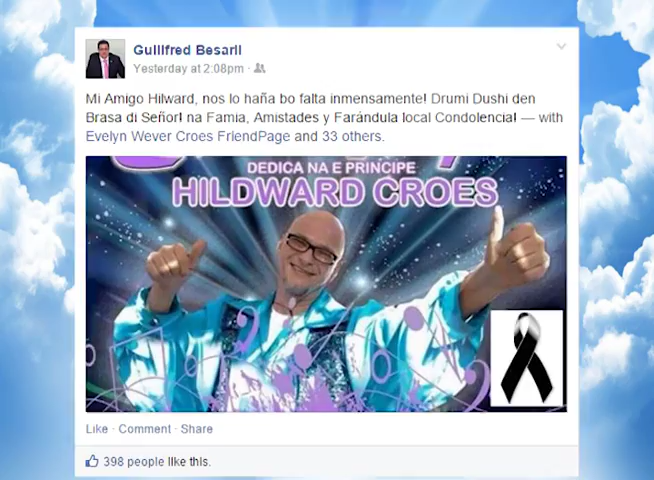 Guillfred Besaril
Yesterday at 2:08pm ·
Mi Amigo Hilward, nos lo haña bo falta inmensamente! Drumi Dushi den
Brasa di Señor! na Famia, Amistades y Farándula local Condolencia! — with
Evelyn Wever Croes FriendPage and 33 others.
DEDICA NA E PRINCIPE
HILDWARD CROES
Like · Comment · Share
398 people like this.